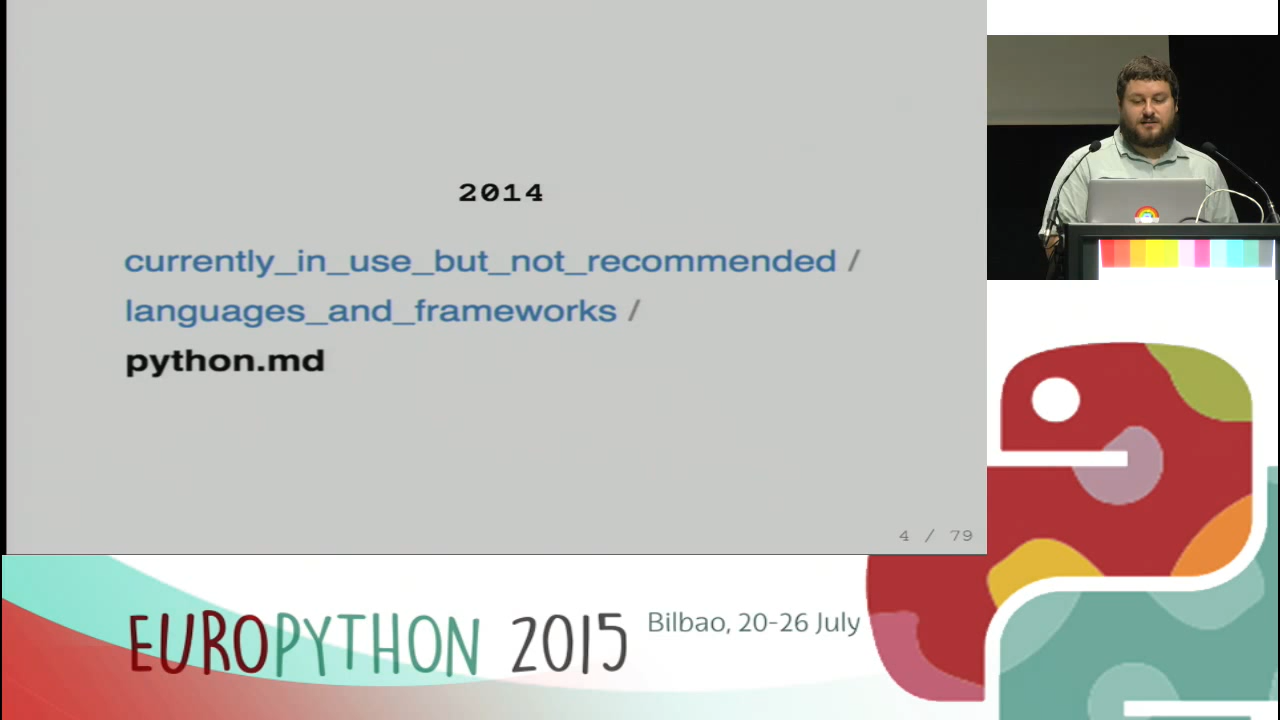 2014
currently_in_use_but_not_recommended /
languages_and_frameworks /
python.md
4 / 79
EUROPYTHON 2015
Bilbao, 20-26 July